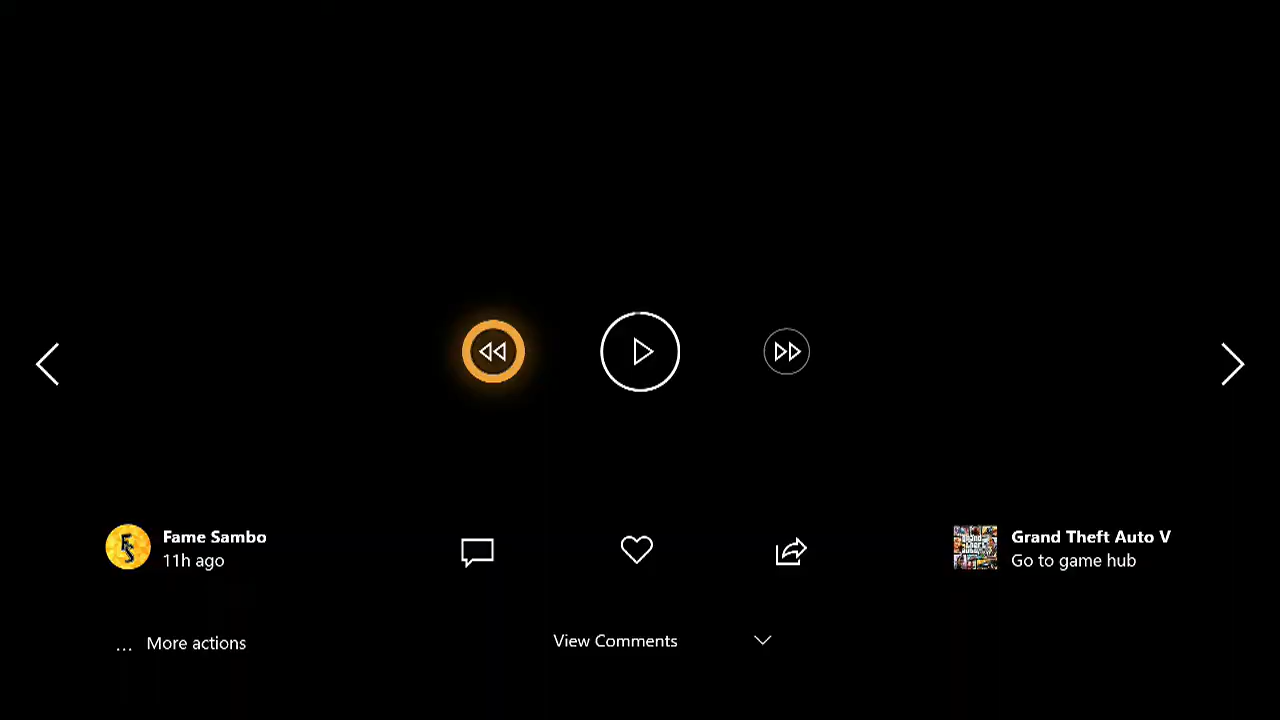 Fame Sambo
11h ago
Grand Theft Auto V
Go to game hub
... More actions
View Comments